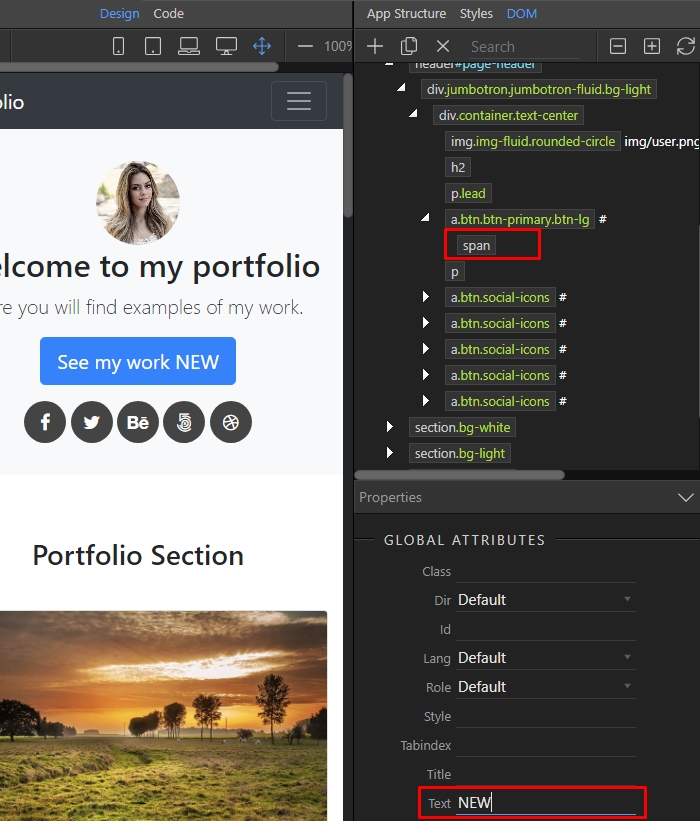 Design Code
App Structure Styles DOM
100%
Search
header#page-header
div.jumbotron.jumbotron-fluid.bg-light
div.container.text-center
img.img-fluid.rounded-circle img/user.png
h2
p.lead
a.btn.btn-primary.btn-lg #
span
p
a.btn.social-icons #
a.btn.social-icons #
a.btn.social-icons #
a.btn.social-icons #
a.btn.social-icons #
section.bg-white
section.bg-light
olio
elcome to my portfolio
re you will find examples of my work.
See my work NEW
f Bē 5
Portfolio Section
Properties
GLOBAL ATTRIBUTES
Class
Dir Default
Id
Lang Default
Role Default
Style
Tabindex
Title
Text NEW